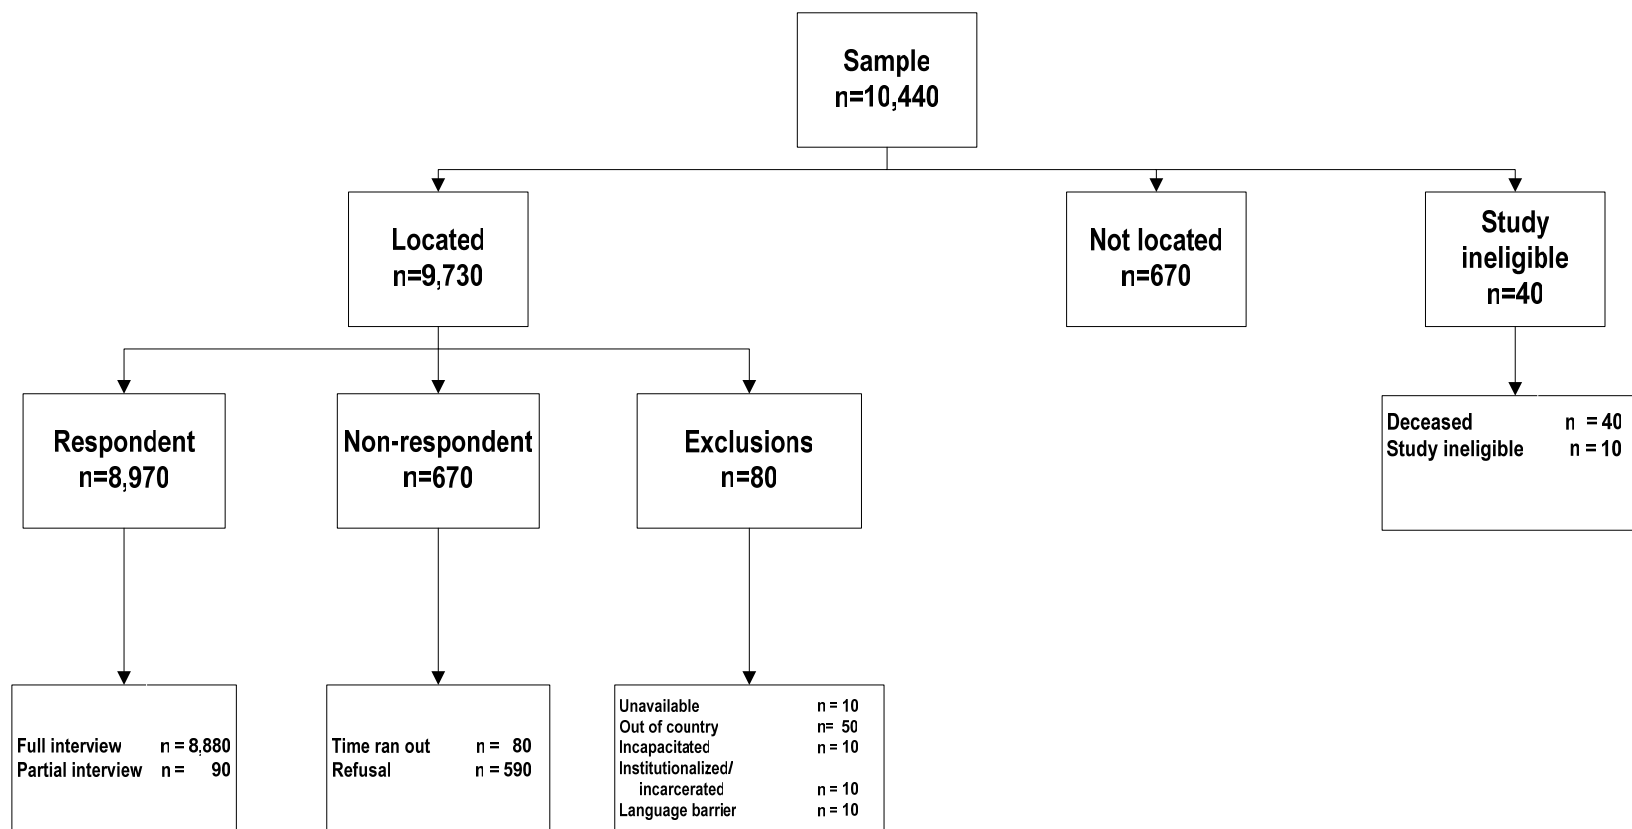 Sample
n=10,440
Located
n=9,730
Not located
n=670
Study
ineligible
n=40
Respondent
n=8,970
Non-respondent
n=670
Exclusions
n=80
Deceased n = 40
Study ineligible n = 10
Full interview n = 8,880
Partial interview n = 90
Time ran out n = 80
Refusal n = 590
Unavailable n = 10
Out of country n= 50
Incapacitated n = 10
Institutionalized/
incarcerated n = 10
Language barrier n = 10